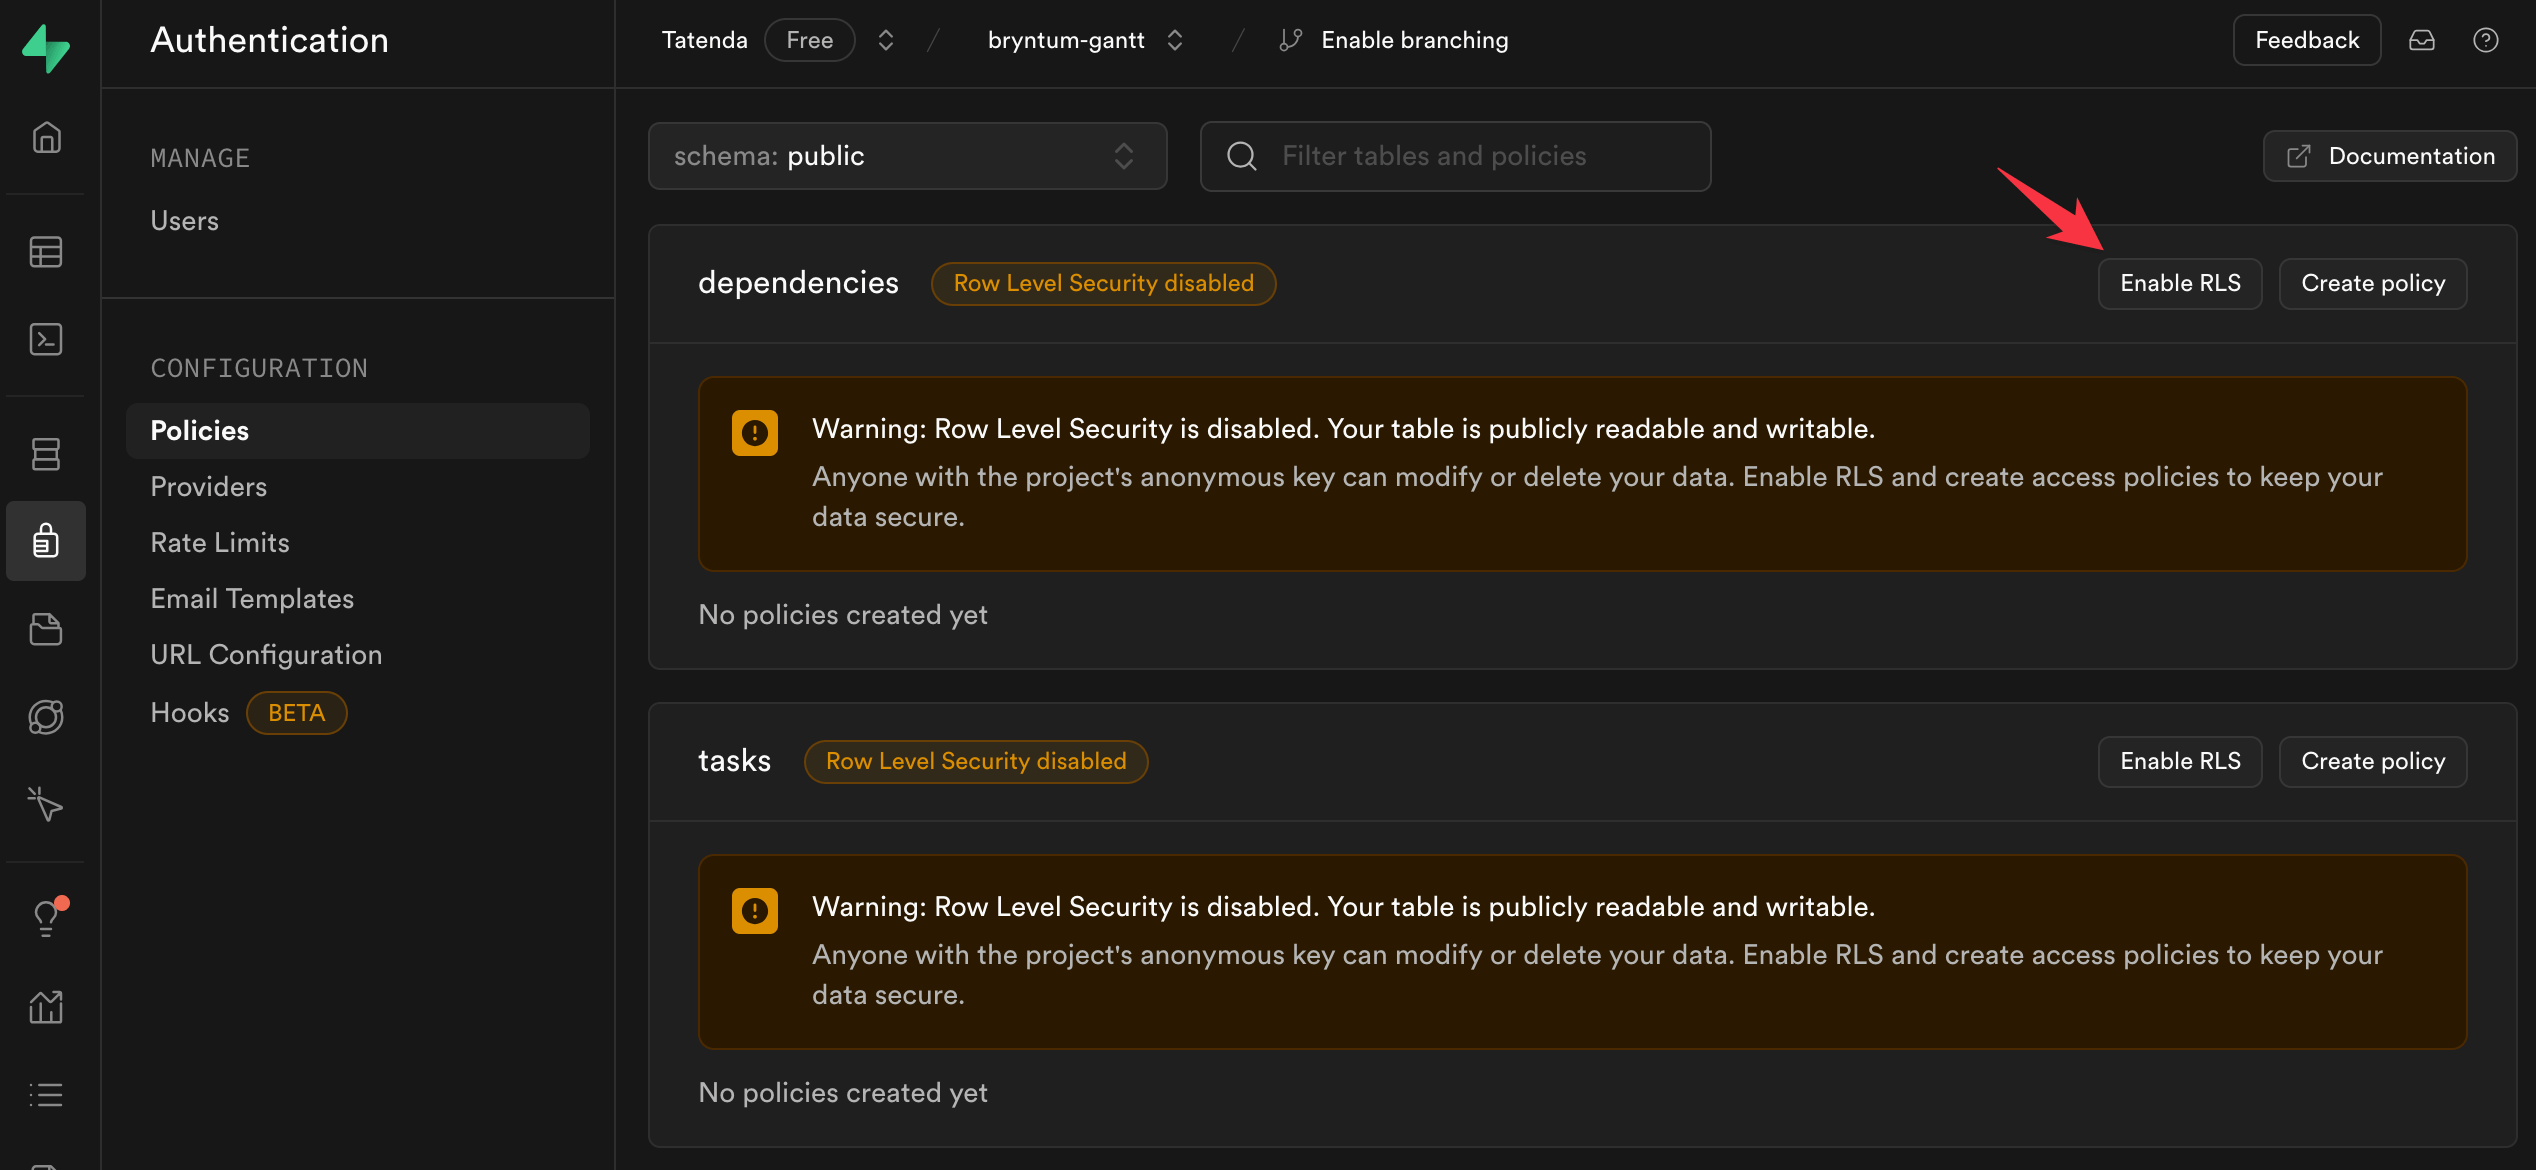 Authentication
Tatenda Free / bryntum-gantt / Enable branching
Feedback
MANAGE
Users
CONFIGURATION
Policies
Providers
Rate Limits
Email Templates
URL Configuration
Hooks BETA
schema: public
Filter tables and policies
Documentation
dependencies Row Level Security disabled
Enable RLS Create policy
Warning: Row Level Security is disabled. Your table is publicly readable and writable.
Anyone with the project's anonymous key can modify or delete your data. Enable RLS and create access policies to keep your
data secure.
No policies created yet
tasks Row Level Security disabled
Enable RLS Create policy
Warning: Row Level Security is disabled. Your table is publicly readable and writable.
Anyone with the project's anonymous key can modify or delete your data. Enable RLS and create access policies to keep your
data secure.
No policies created yet